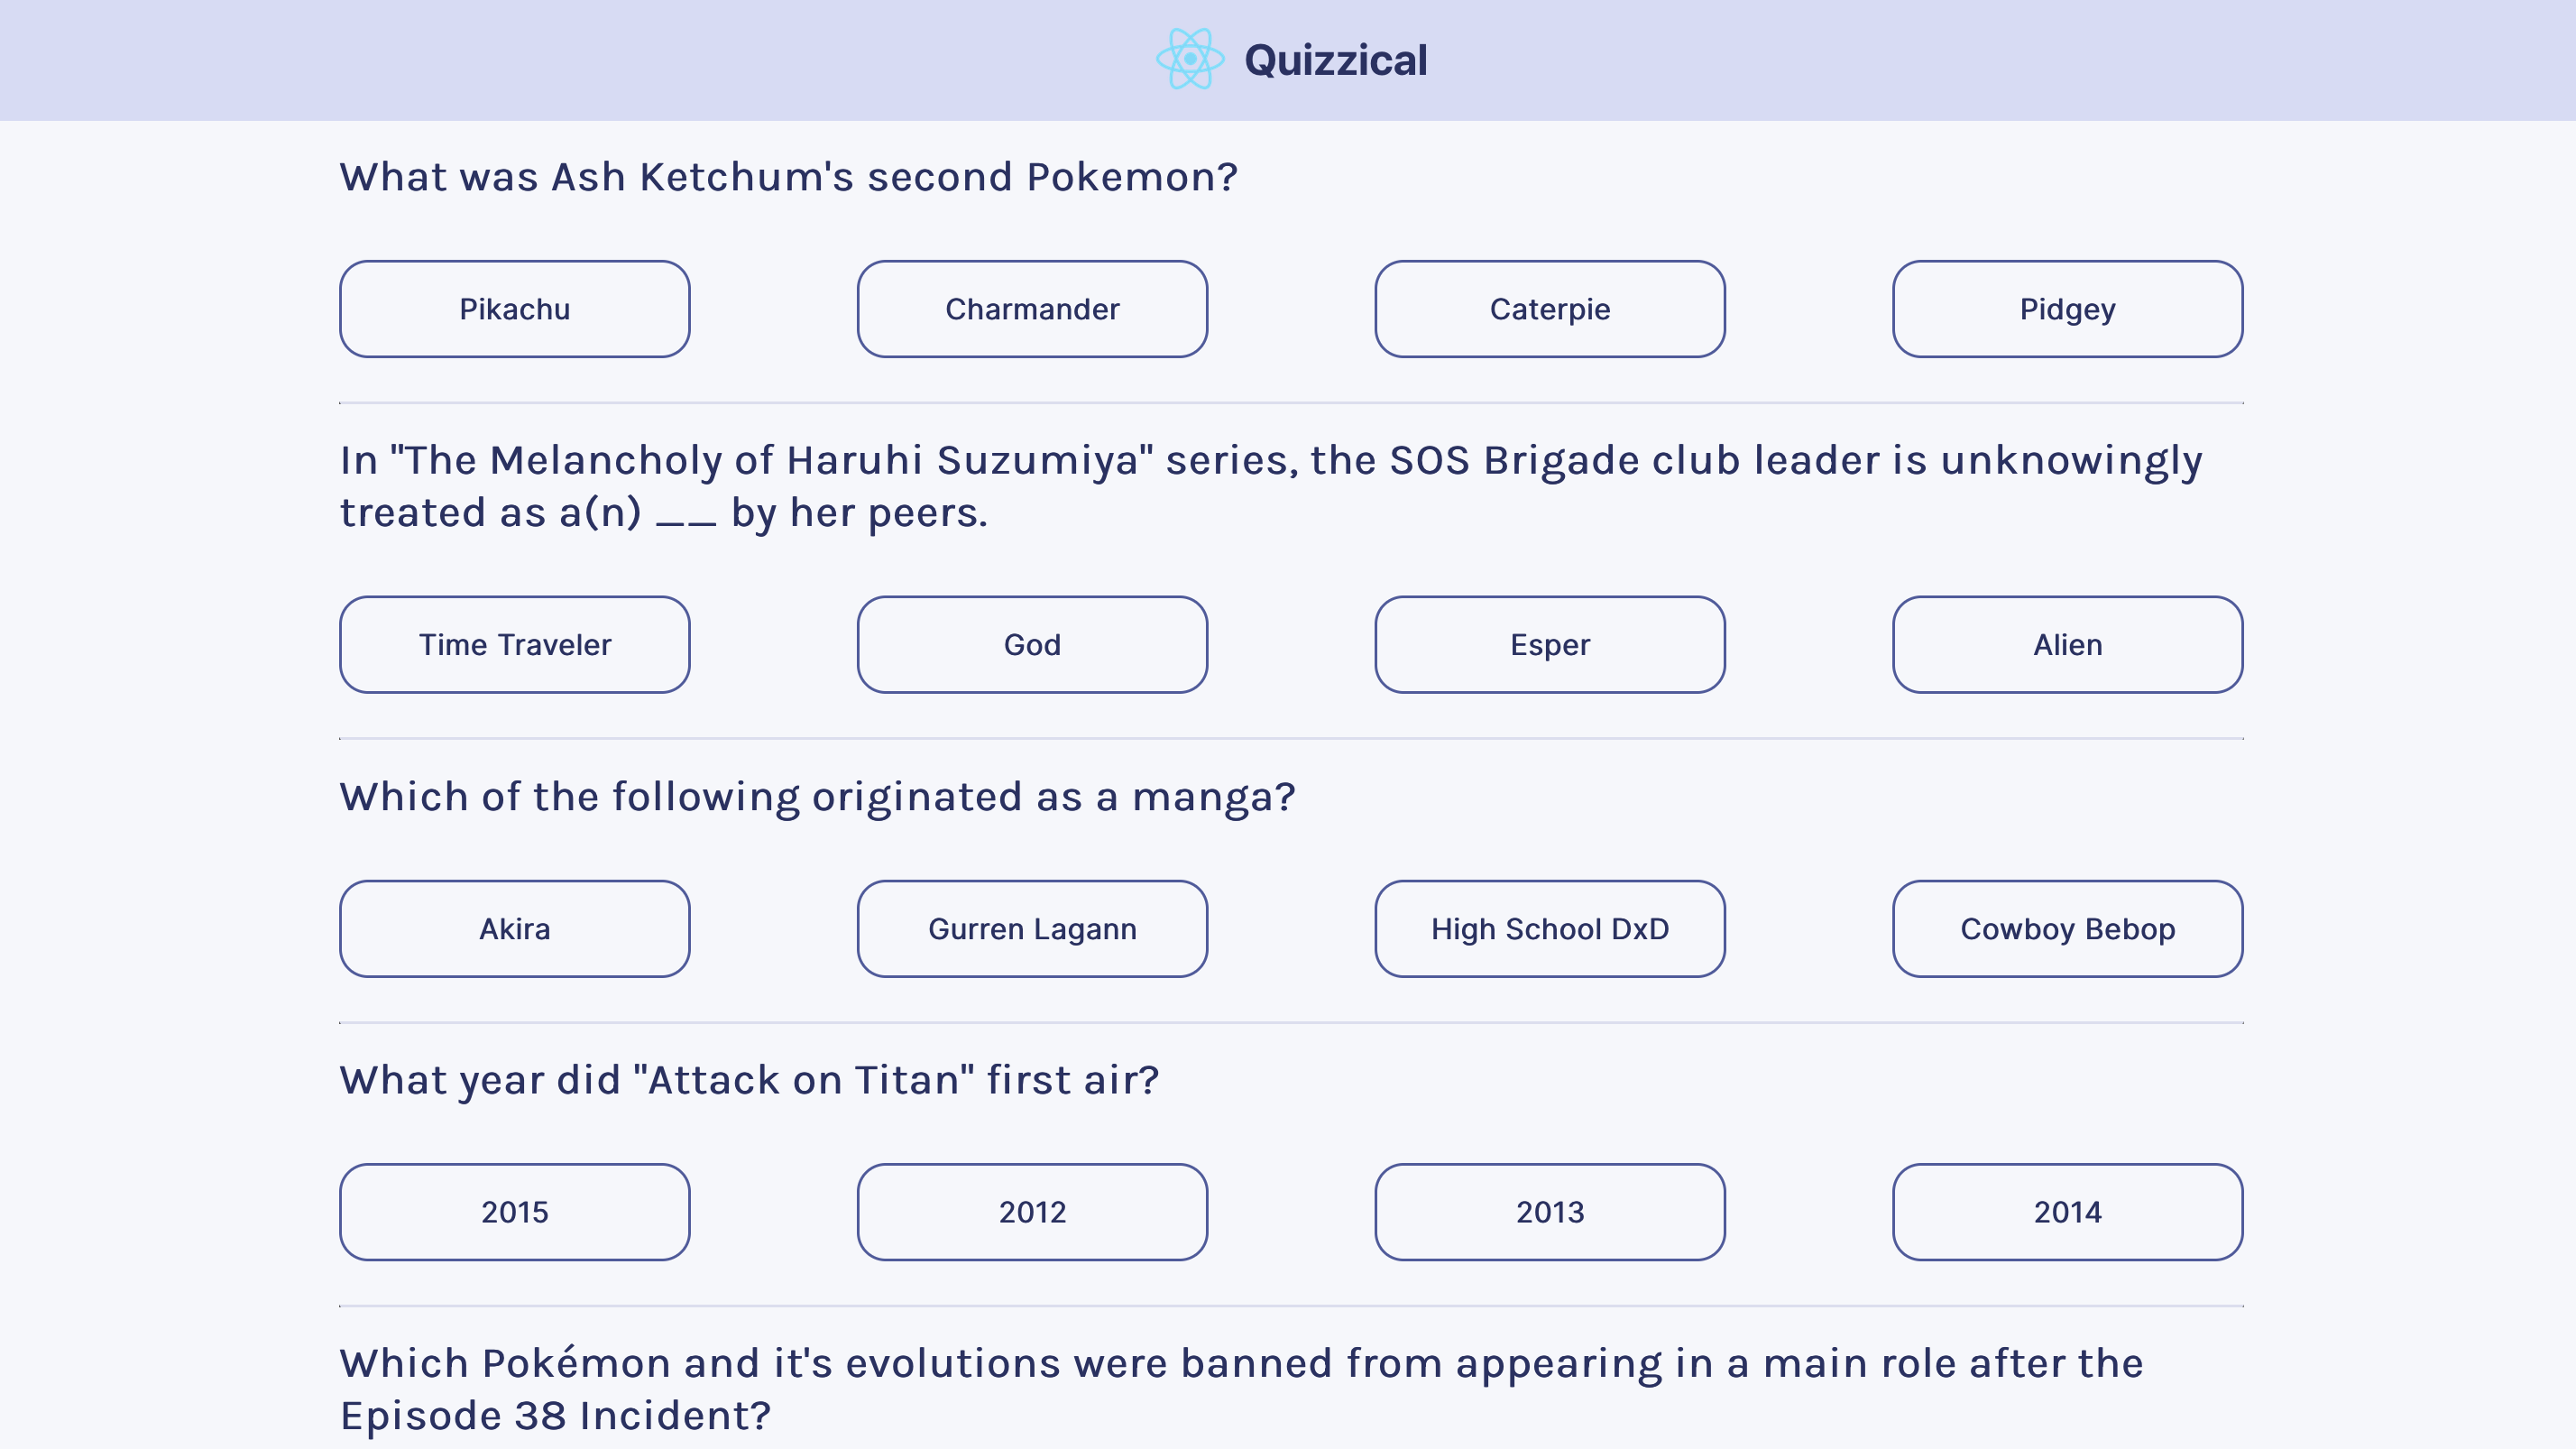 Quizzical
What was Ash Ketchum's second Pokemon?
Pikachu Charmander Caterpie Pidgey
In "The Melancholy of Haruhi Suzumiya" series, the SOS Brigade club leader is unknowingly
treated as a(n) __ by her peers.
Time Traveler God Esper Alien
Which of the following originated as a manga?
Akira Gurren Lagann High School DxD Cowboy Bebop
What year did "Attack on Titan" first air?
2015 2012 2013 2014
Which Pokémon and it's evolutions were banned from appearing in a main role after the
Episode 38 Incident?